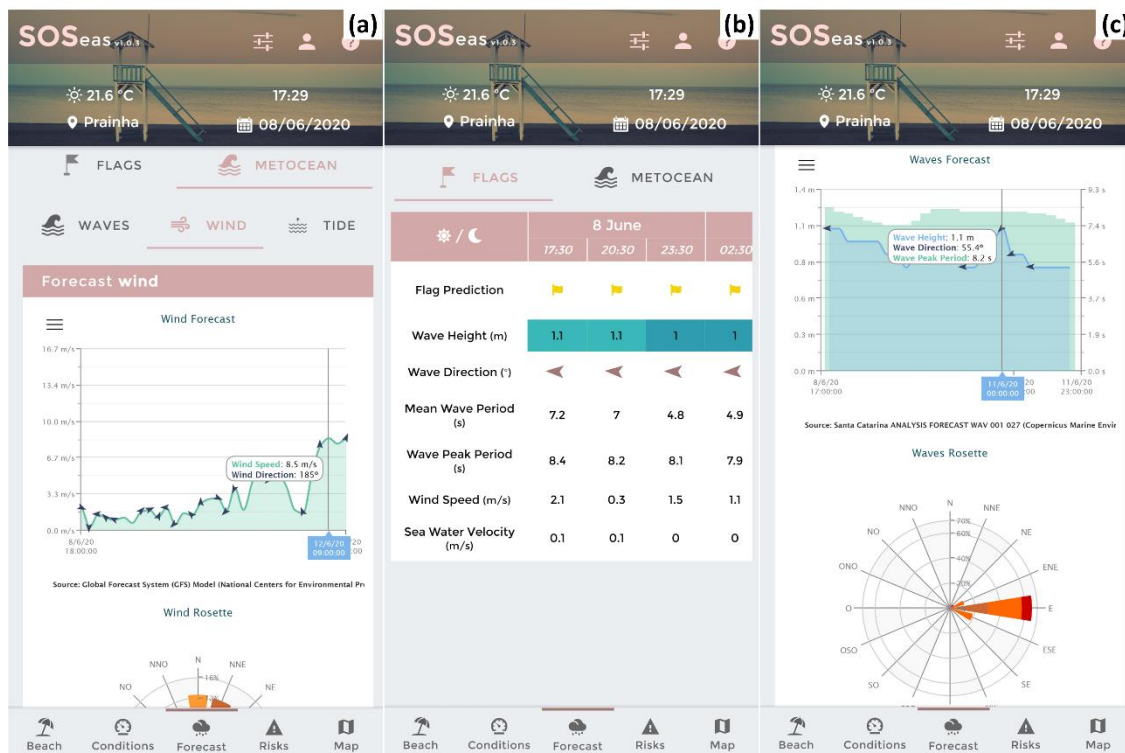 (a)
SOSeas v1.0.3
?
21.6 °C 17:29
Prainha 08/06/2020
FLAGS METOCEAN
WAVES WIND TIDE
Forecast wind
Wind Forecast
16.7 m/s
13.4 m/s
10.0 m/s
6.7 m/s
Wind Speed: 8.5 m/s
Wind Direction: 185º
3.3 m/s
0.0 m/s
8/6/20
18:00:00
12/6/20
09:00:00
Source: Global Forecast System (GFS) Model (National Centers for Environmental Pr
Wind Rosette
N
NNO NNE
16%
NO NE
Beach Conditions Forecast Risks Map
(b)
SOSeas v1.0.3
?
21.6 °C 17:29
Prainha 08/06/2020
FLAGS METOCEAN
/ 8 June
17:30 20:30 23:30 02:30
Flag Prediction
Wave Height (m) 1.1 1.1 1 1
Wave Direction (°)
Mean Wave Period
(s) 7.2 7 4.8 4.9
Wave Peak Period
(s) 8.4 8.2 8.1 7.9
Wind Speed (m/s) 2.1 0.3 1.5 1.1
Sea Water Velocity
(m/s) 0.1 0.1 0 0
Beach Conditions Forecast Risks Map
(c)
SOSeas v1.0.3
21.6 °C 17:29
Prainha 08/06/2020
Waves Forecast
1.4 m 9.3 s
1.1 m 7.4 s
Wave Height: 1.1 m
Wave Direction: 55.4º
Wave Peak Period: 8.2 s
0.8 m 5.6 s
0.6 m 3.7 s
0.3 m 1.9 s
0.0 m 0.0 s
8/6/20
17:00:00
11/6/20
00:00:00
11/6/20
23:00:00
Source: Santa Catarina ANALYSIS FORECAST WAV 001 027 (Copernicus Marine Envir
Waves Rosette
N
NNO NNE
70%
NO 60% NE
ONO 20% ENE
O E
OSO ESE
SO SE
Beach Conditions Forecast Risks Map